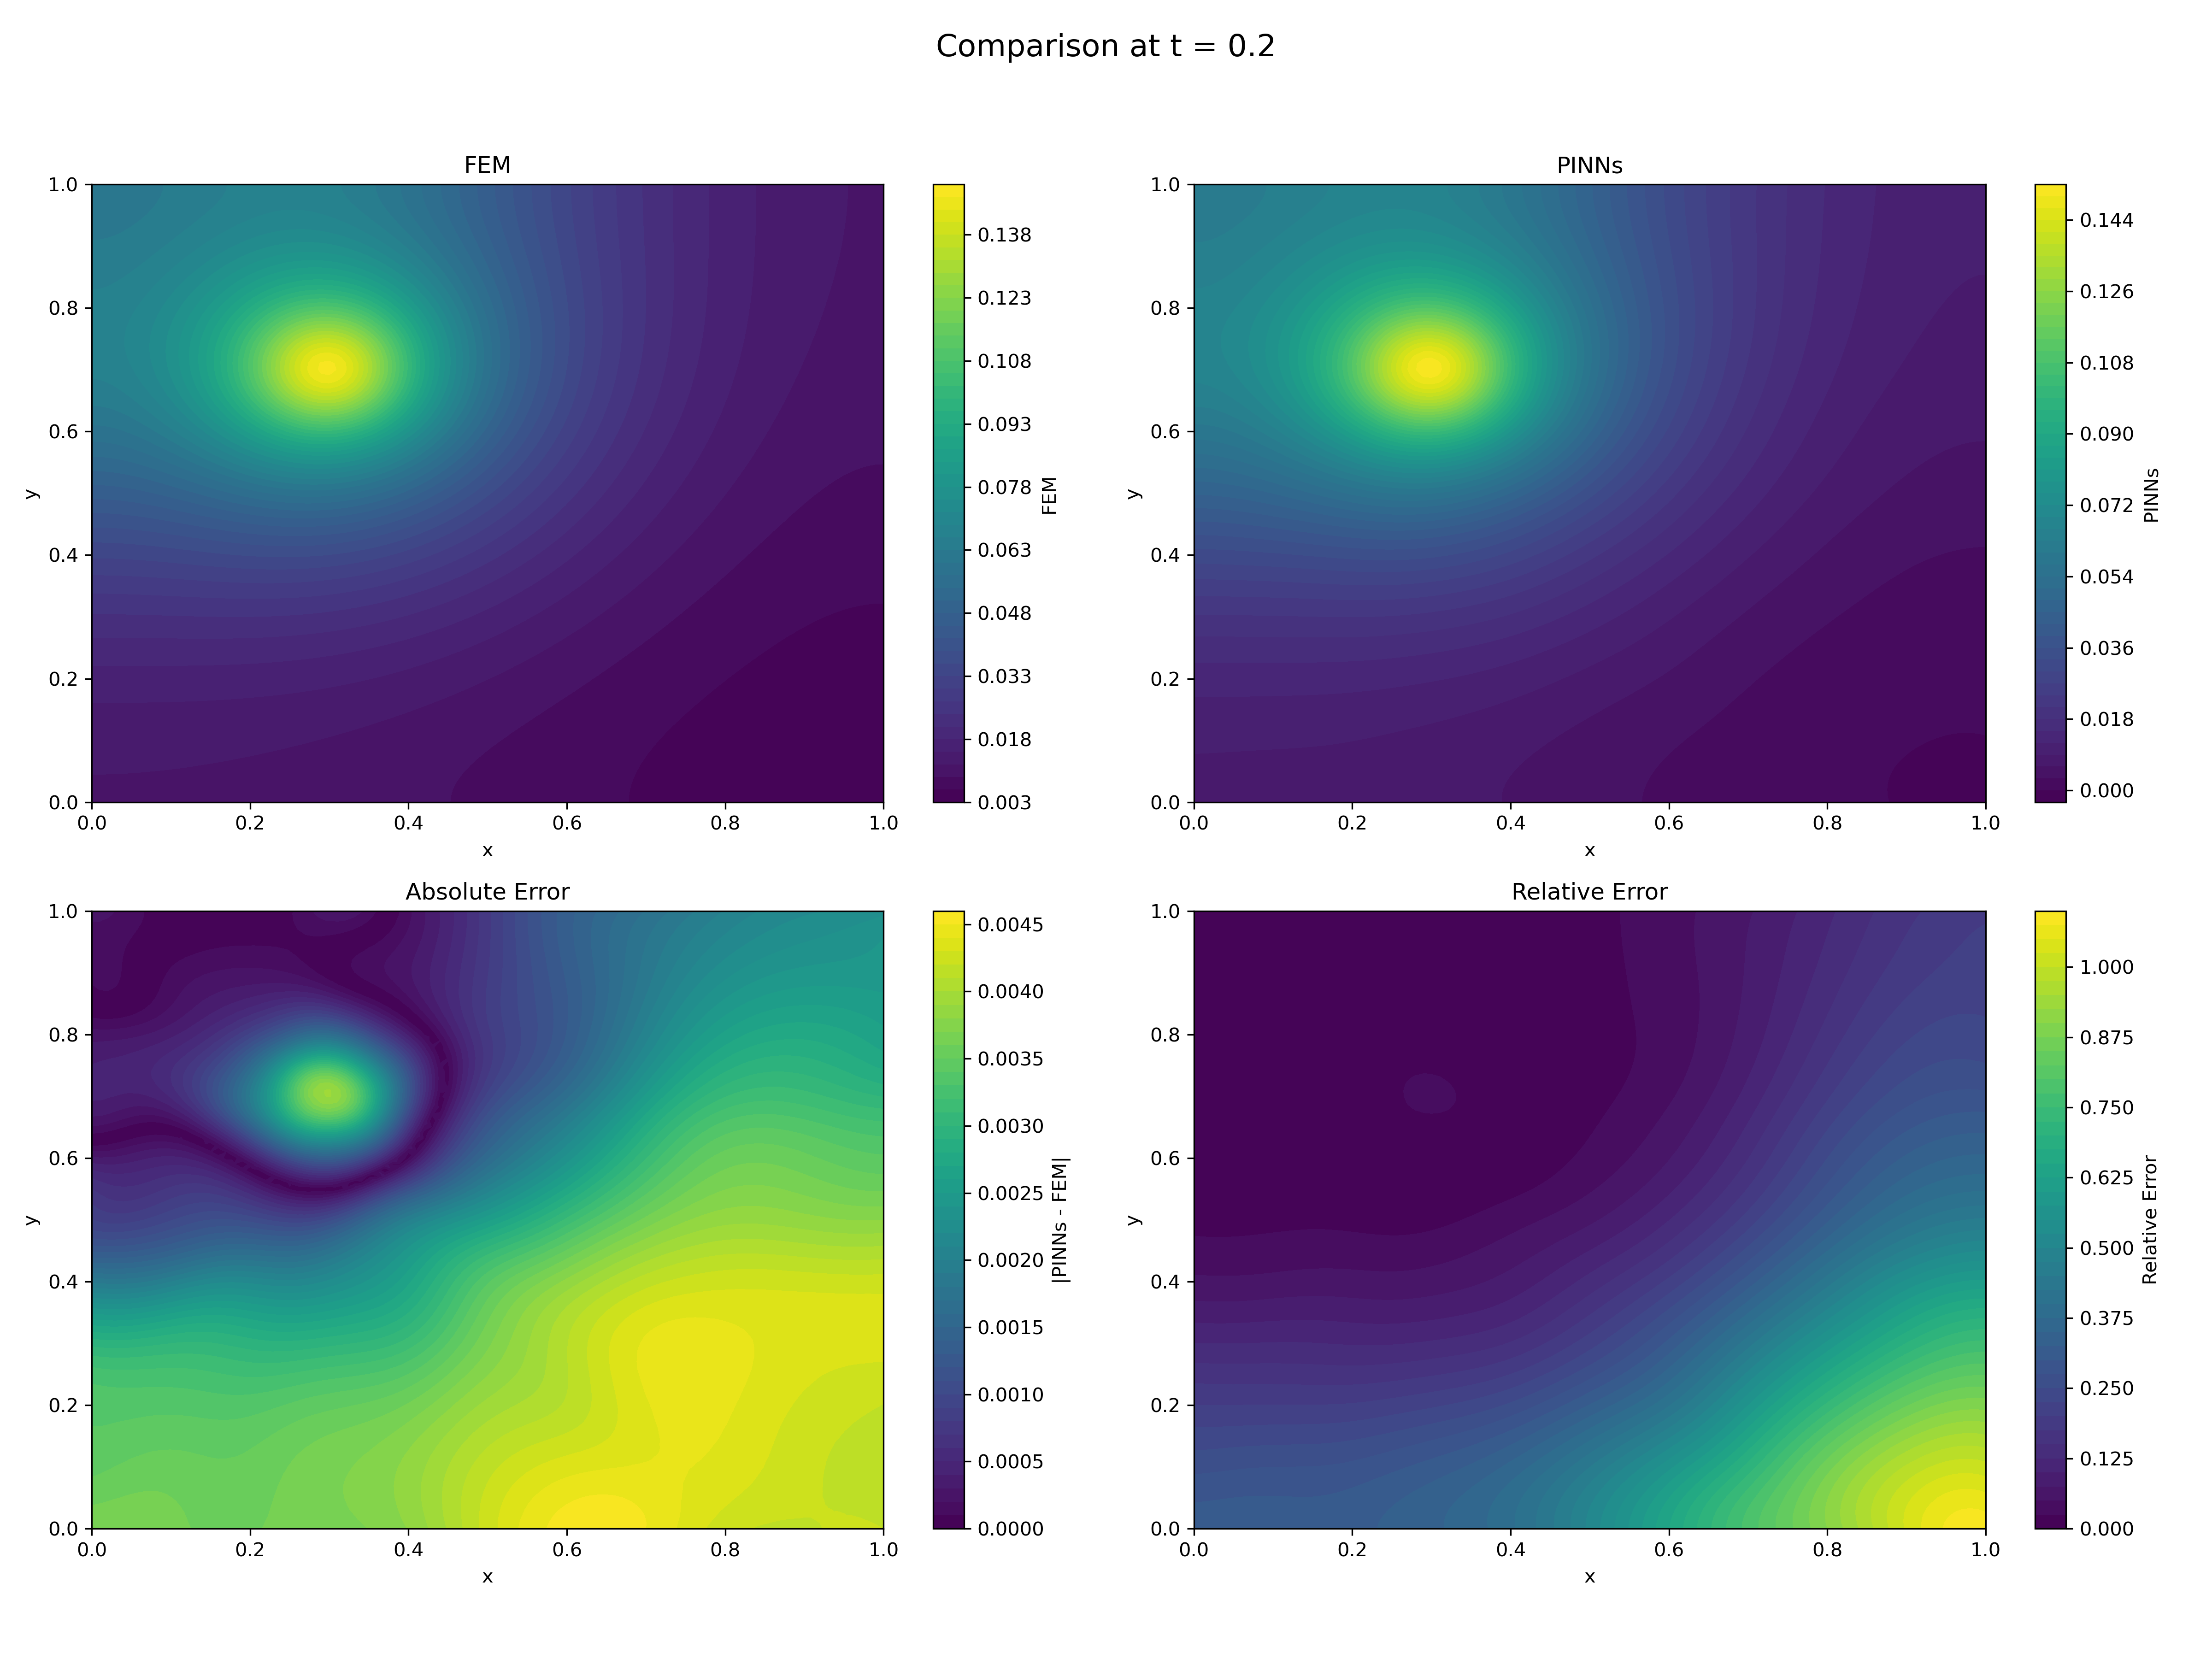 Comparison at t = 0.2
FEM
1.0
0.8
0.6
0.4
0.2
0.0
y
0.0 0.2 0.4 0.6 0.8 1.0
x
0.138
0.123
0.108
0.093
0.078
0.063
0.048
0.033
0.018
0.003
FEM
PINNs
1.0
0.8
0.6
0.4
0.2
0.0
y
0.0 0.2 0.4 0.6 0.8 1.0
x
0.144
0.126
0.108
0.090
0.072
0.054
0.036
0.018
0.000
PINNs
Absolute Error
1.0
0.8
0.6
0.4
0.2
0.0
y
0.0 0.2 0.4 0.6 0.8 1.0
x
0.0045
0.0040
0.0035
0.0030
0.0025
0.0020
0.0015
0.0010
0.0005
0.0000
|PINNs - FEM|
Relative Error
1.0
0.8
0.6
0.4
0.2
0.0
y
0.0 0.2 0.4 0.6 0.8 1.0
x
1.000
0.875
0.750
0.625
0.500
0.375
0.250
0.125
0.000
Relative Error